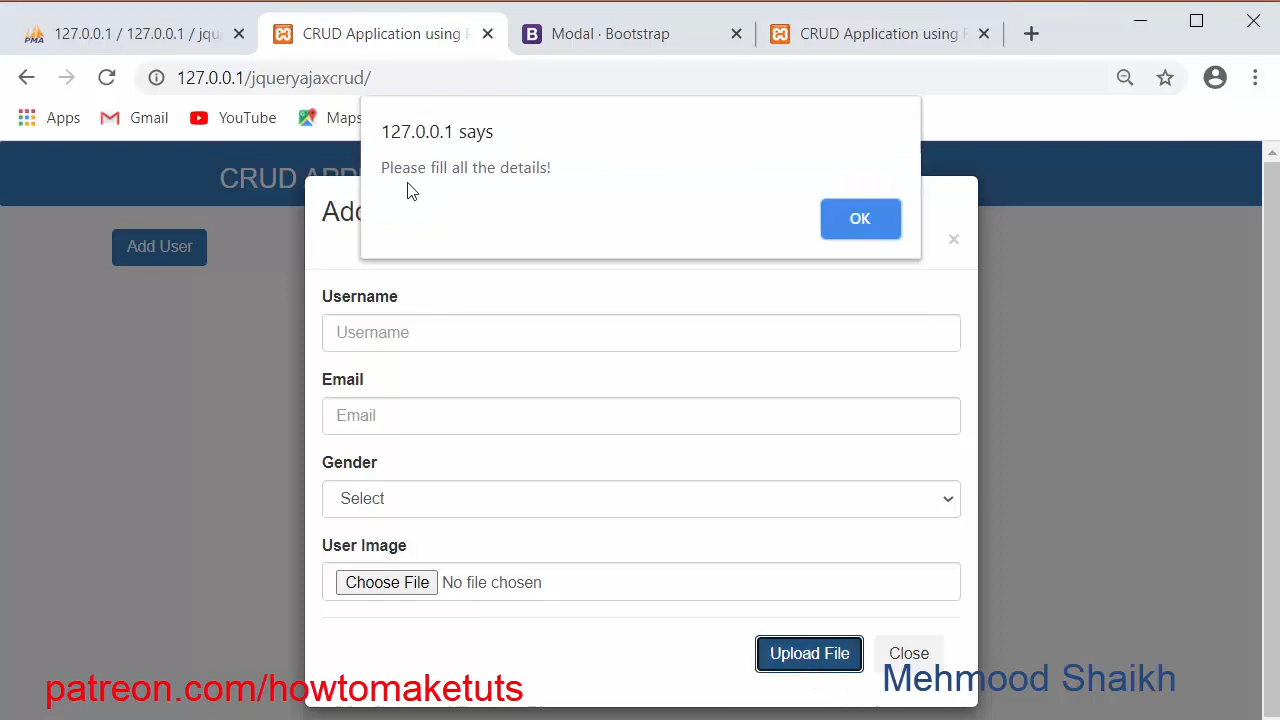 127.0.0.1 / 127.0.0.1 / jqu
CRUD Application using P
Modal · Bootstrap
CRUD Application using P
127.0.0.1/jqueryajaxcrud/
Apps
Gmail
YouTube
Maps
127.0.0.1 says
Please fill all the details!
OK
CRUD APP
Add
×
Add User
Username
Username
Email
Email
Gender
Select
User Image
Choose File No file chosen
Upload File
Close
patreon.com/howtomaketuts
Mehmood Shaikh